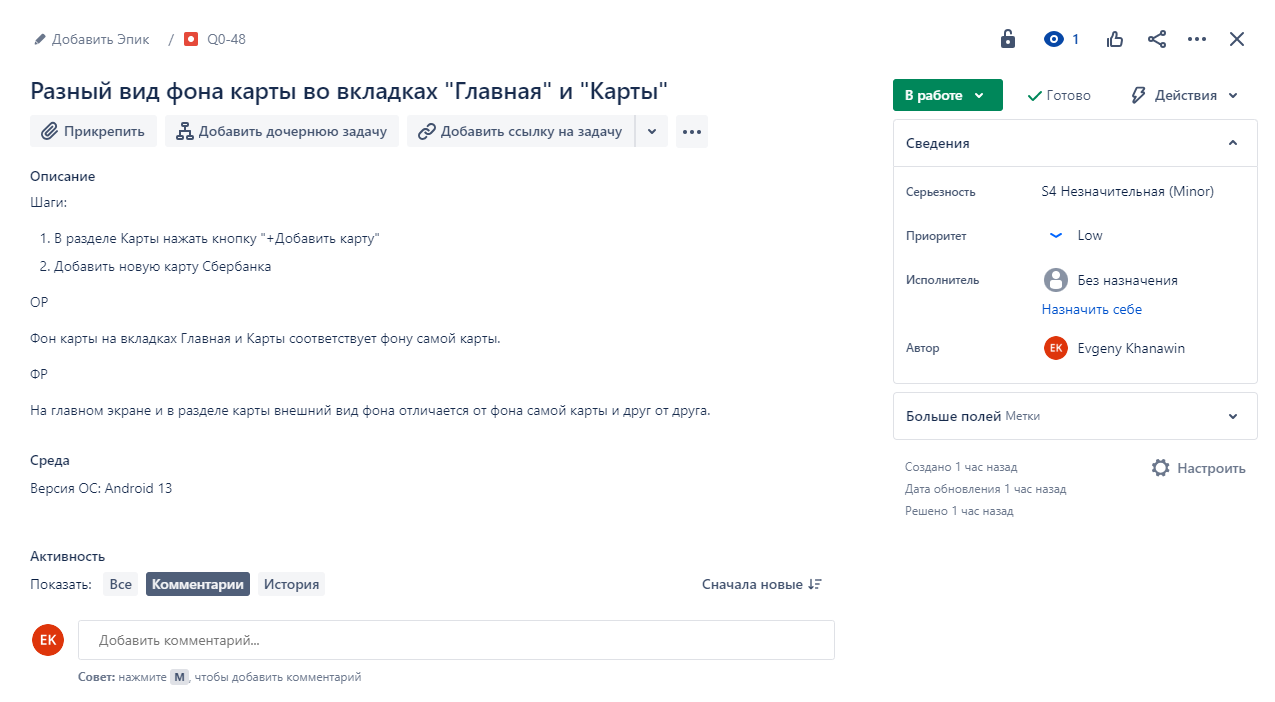 Добавить Эпик / Q0-48
1
Разный вид фона карты во вкладках "Главная" и "Карты"
Прикрепить Добавить дочернюю задачу Добавить ссылку на задачу
Описание
Шаги:
1. В разделе Карты нажать кнопку "+Добавить карту"
2. Добавить новую карту Сбербанка
ОР
Фон карты на вкладках Главная и Карты соответствует фону самой карты.
ФР
На главном экране и в разделе карты внешний вид фона отличается от фона самой карты и друг от друга.
Среда
Версия ОС: Android 13
Активность
Показать: Все Комментарии История Сначала новые
EK Добавить комментарий...
Совет: нажмите M, чтобы добавить комментарий
В работе Готово Действия
Сведения
Серьезность S4 Незначительная (Minor)
Приоритет Low
Исполнитель Без назначения
Назначить себе
Автор EK Evgeny Khanawin
Больше полей Метки
Создано 1 час назад Настроить
Дата обновления 1 час назад
Решено 1 час назад